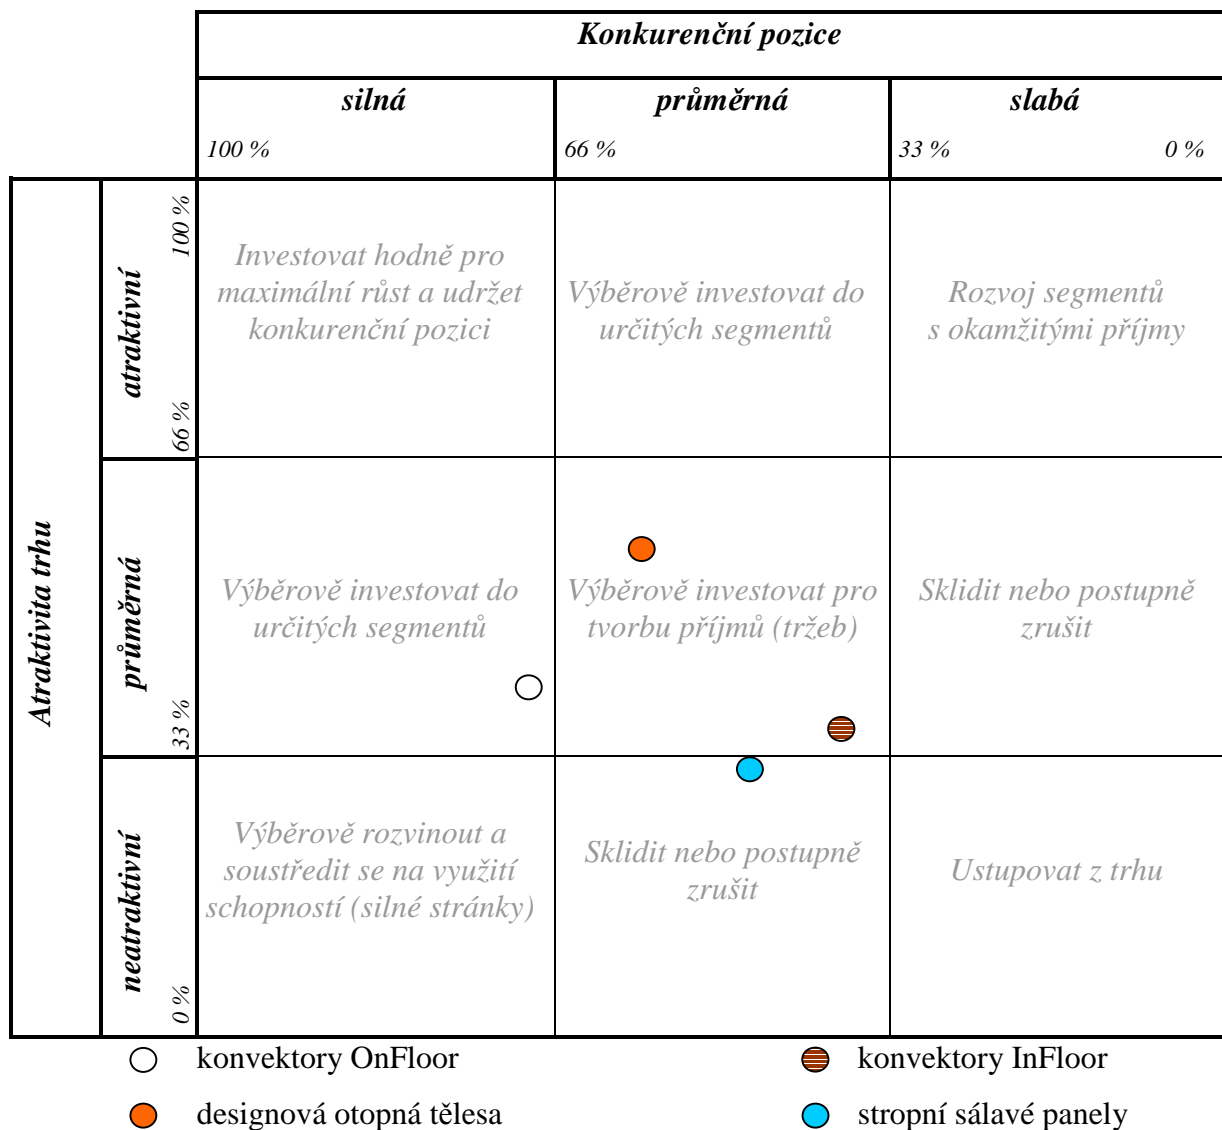 Konkurenční pozice
silná
průměrná
slabá
100 %
66 %
33 %
0 %
Atraktivita trhu
atraktivní
100 %
66 %
Investovat hodně pro
maximální růst a udržet
konkurenční pozici
Výběrově investovat do
určitých segmentů
Rozvoj segmentů
s okamžitými příjmy
průměrná
33 %
Výběrově investovat do
určitých segmentů
Výběrově investovat pro
tvorbu příjmů (tržeb)
Sklidit nebo postupně
zrušit
neatraktivní
0 %
Výběrově rozvinout a
soustředit se na využití
schopností (silné stránky)
Sklidit nebo postupně
zrušit
Ustupovat z trhu
konvektory OnFloor
konvektory InFloor
designová otopná tělesa
stropní sálavé panely